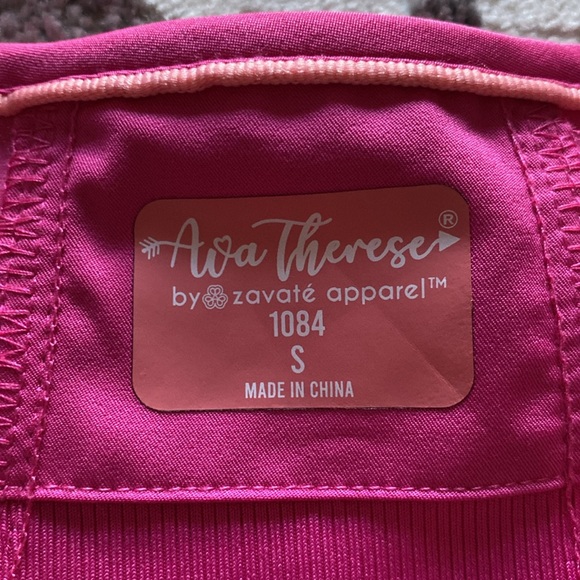 Ava Therese®
by zavaté apparel™
1084
S
MADE IN CHINA